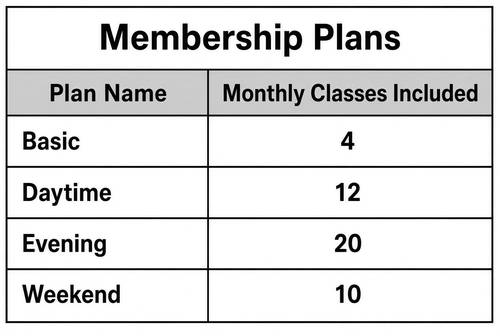 Membership Plans
Plan Name Monthly Classes Included
Basic 4
Daytime 12
Evening 20
Weekend 10